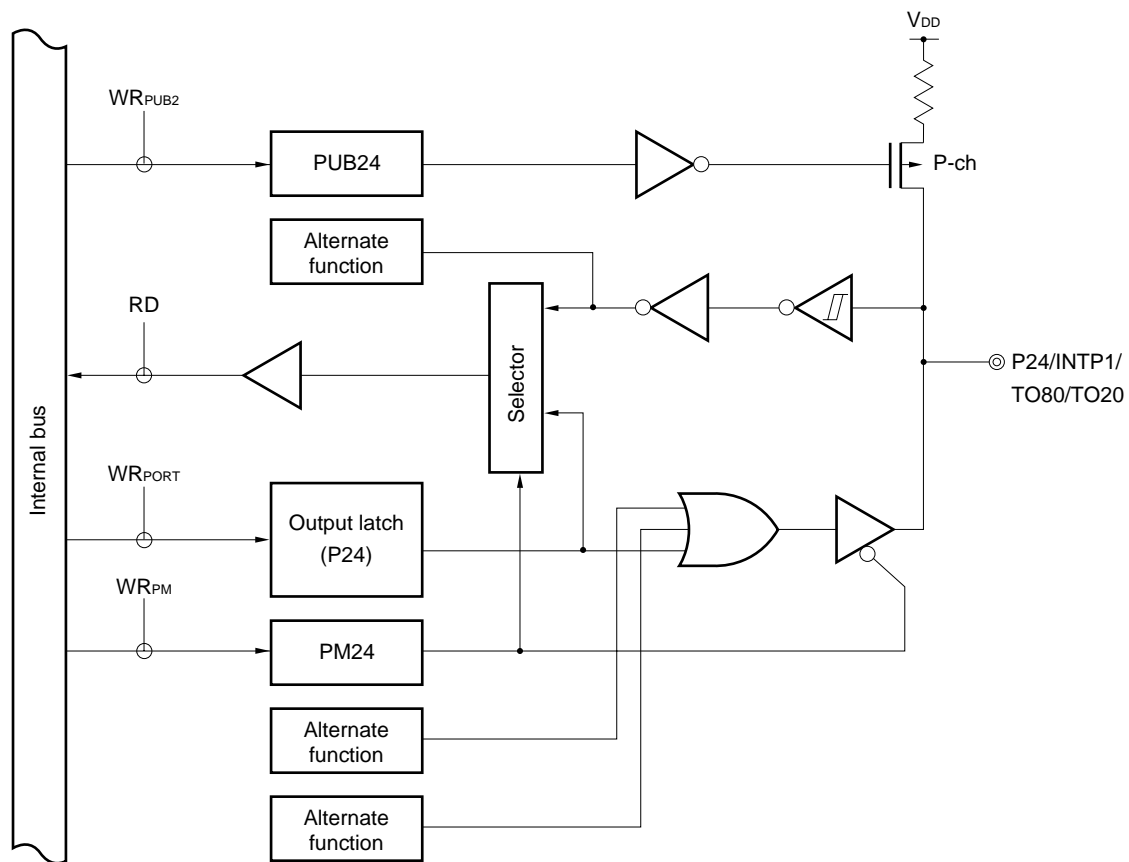 VDD
WRPUB2
PUB24
P-ch
Alternate
function
RD
Selector
P24/INTP1/
TO80/TO20
Internal bus
WRPORT
Output latch
(P24)
WRPM
PM24
Alternate
function
Alternate
function